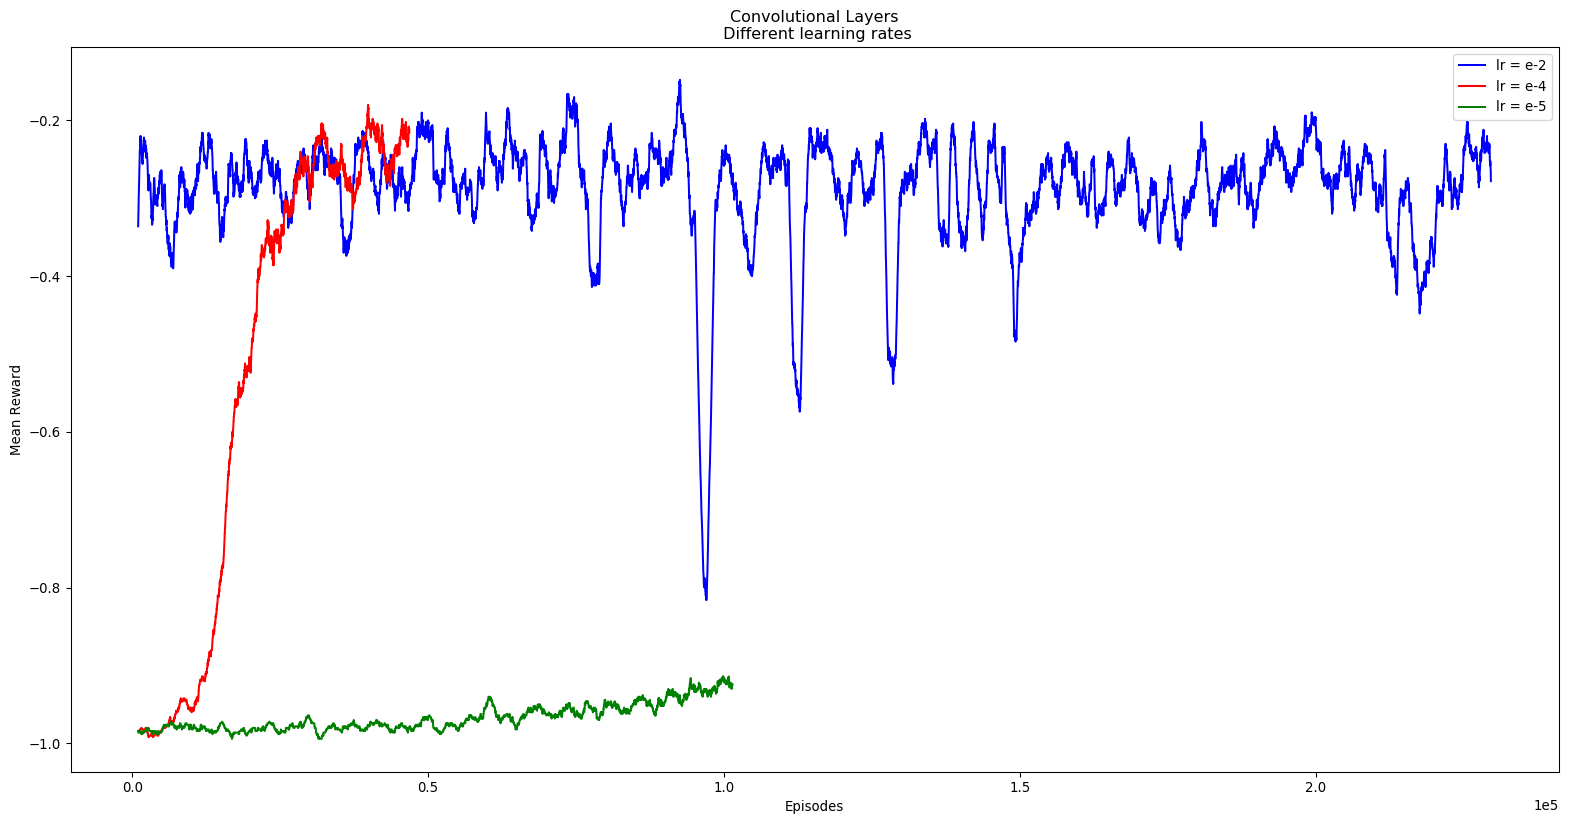 Convolutional Layers
Different learning rates
lr = e-2
lr = e-4
lr = e-5
Mean Reward
−0.2
−0.4
−0.6
−0.8
−1.0
0.0
0.5
1.0
1.5
2.0
1e5
Episodes